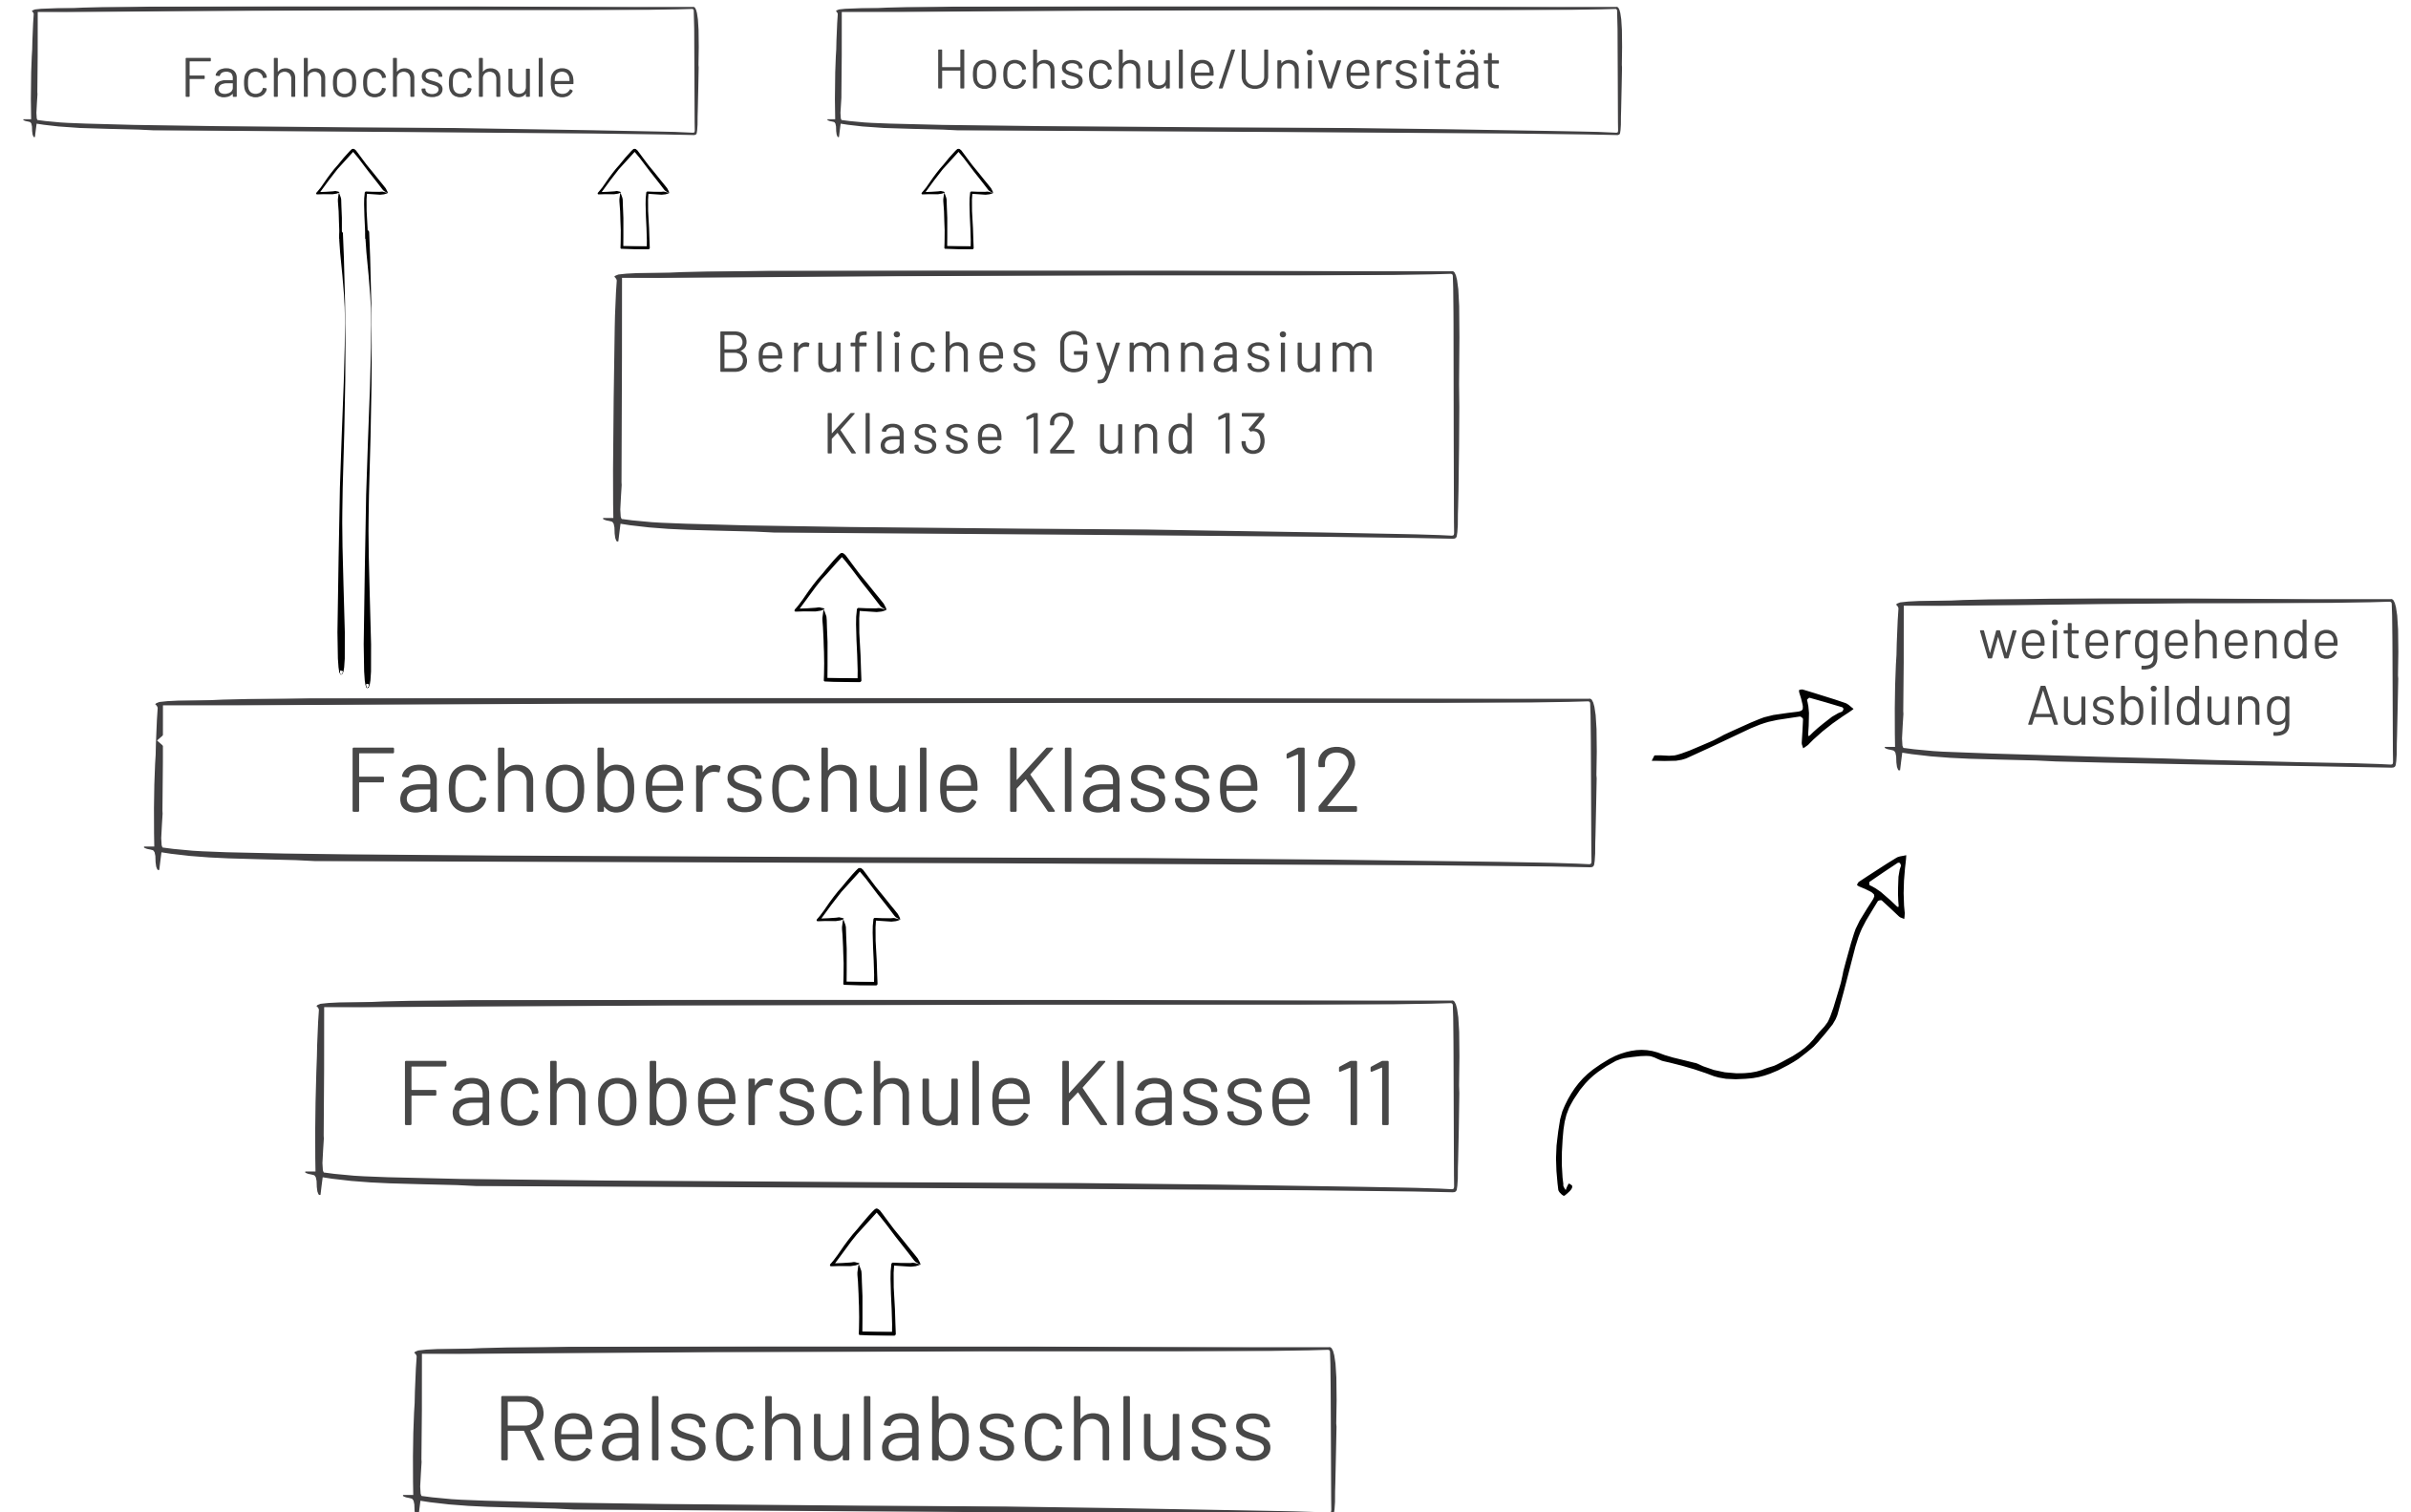 Fachhochschule
Hochschule/Universität
Berufliches Gymnasium
Klasse 12 und 13
weitergehende
Ausbildung
Fachoberschule Klasse 12
Fachoberschule Klasse 11
Realschulabschluss